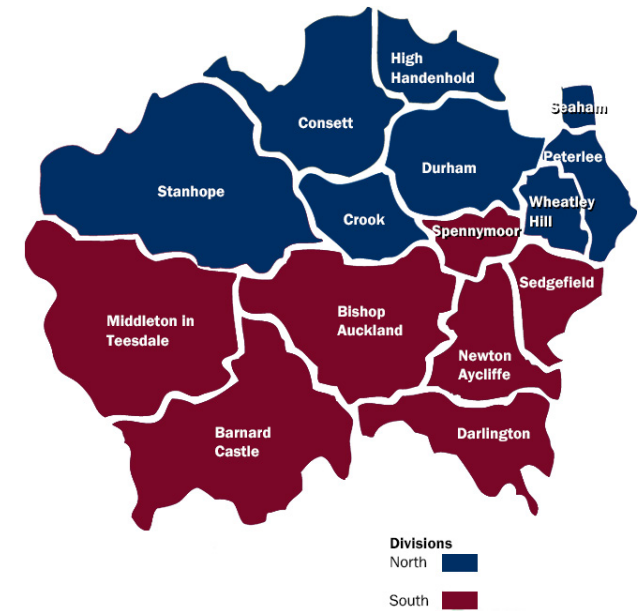 High
Handenhold
Seaham
Consett
Peterlee
Durham
Stanhope
Wheatley
Hill
Crook
Spennymoor
Sedgefield
Middleton in
Teesdale
Bishop
Auckland
Newton
Aycliffe
Barnard
Castle
Darlington
Divisions
North
South